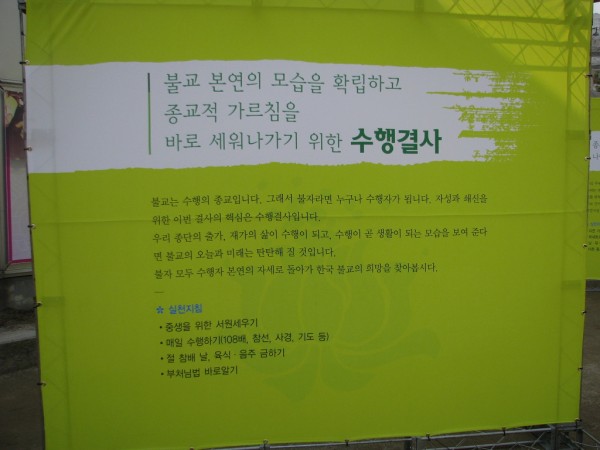 불교 본연의 모습을 확립하고
종교적 가르침을
바로 세워나가기 위한 수행결사
불교는 수행의 종교입니다. 그래서 불자라면 누구나 수행자가 됩니다. 자성과 쇄신을
위한 이번 결사의 핵심은 수행결사입니다.
우리 종단의 출가, 재가의 삶이 수행이 되고, 수행이 곧 생활이 되는 모습을 보여 준다
면 불교의 오늘과 미래는 탄탄해 질 것입니다.
불자 모두 수행자 본연의 자세로 돌아가 한국 불교의 희망을 찾아봅시다.
☆ 실천지침
• 중생을 위한 서원세우기
• 매일 수행하기(108배, 참선, 사경, 기도 등)
• 절 참배 날, 육식 · 음주 금하기
• 부처님법 바로알기